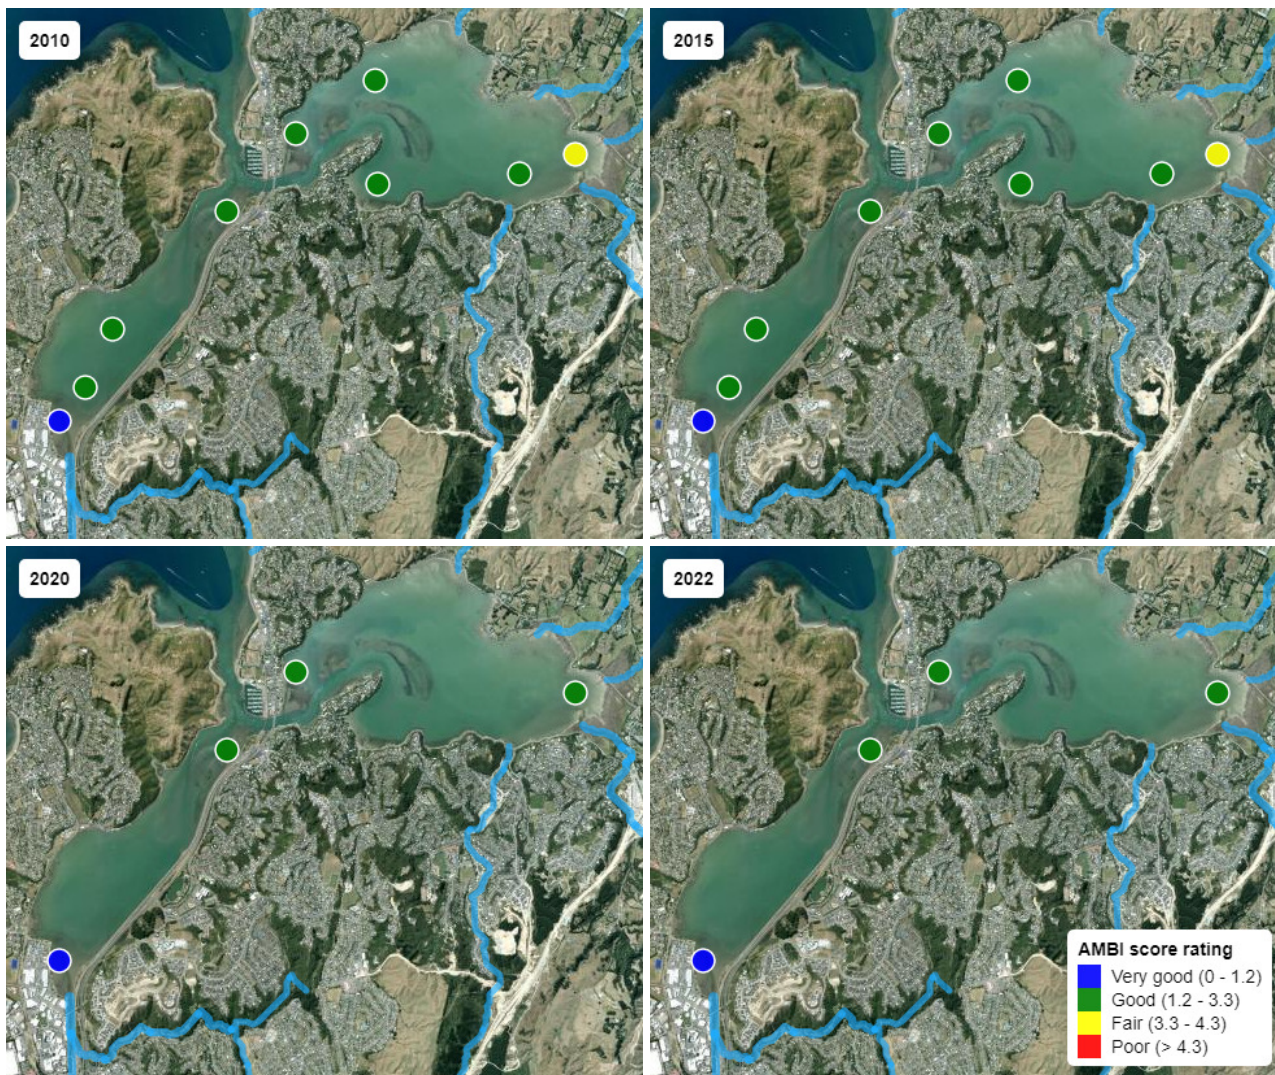 2010
2015
2020
2022
AMBI score rating
Very good (0 - 1.2)
Good (1.2 - 3.3)
Fair (3.3 - 4.3)
Poor (> 4.3)